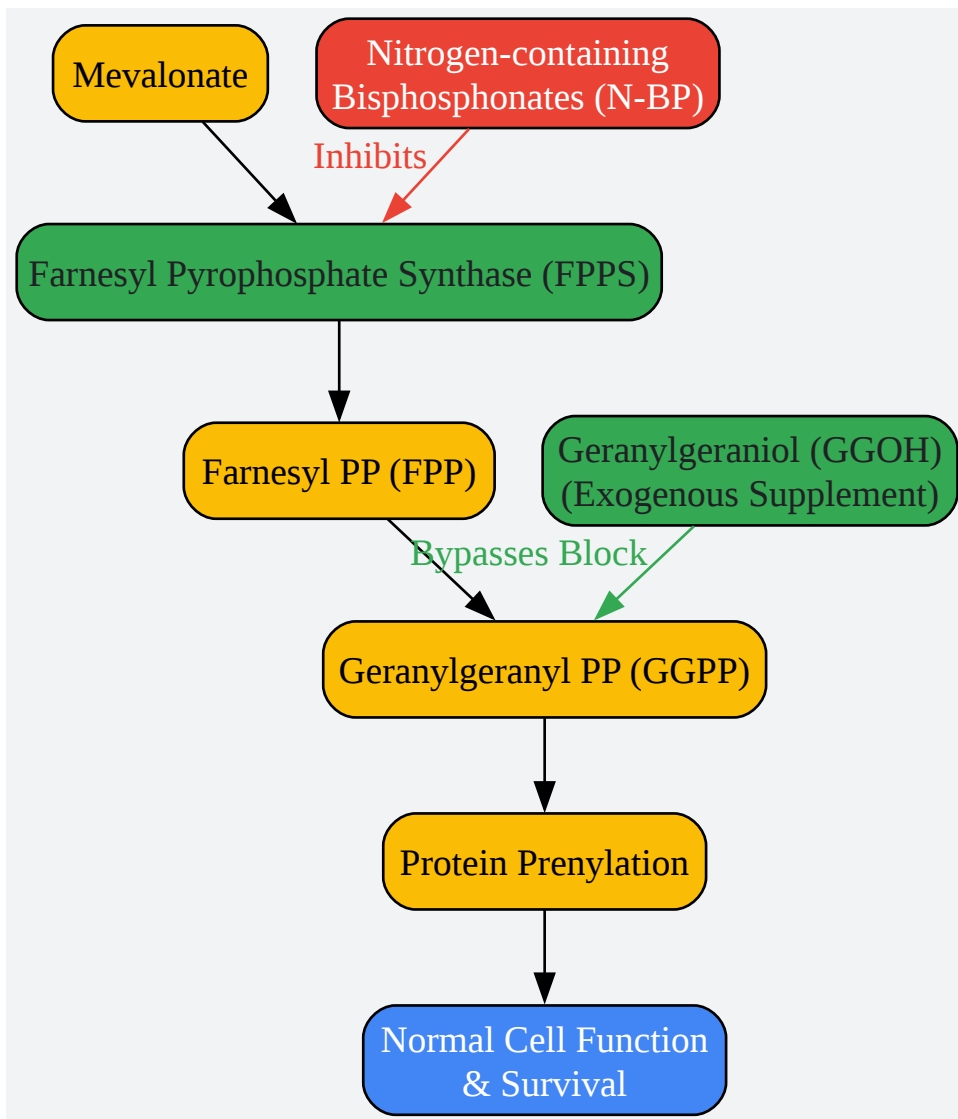 Mevalonate
Nitrogen-containing
Bisphosphonates (N-BP)
Inhibits
Farnesyl Pyrophosphate Synthase (FPPS)
Farnesyl PP (FPP)
Geranylgeraniol (GGOH)
(Exogenous Supplement)
Bypasses Block
Geranylgeranyl PP (GGPP)
Protein Prenylation
Normal Cell Function
& Survival